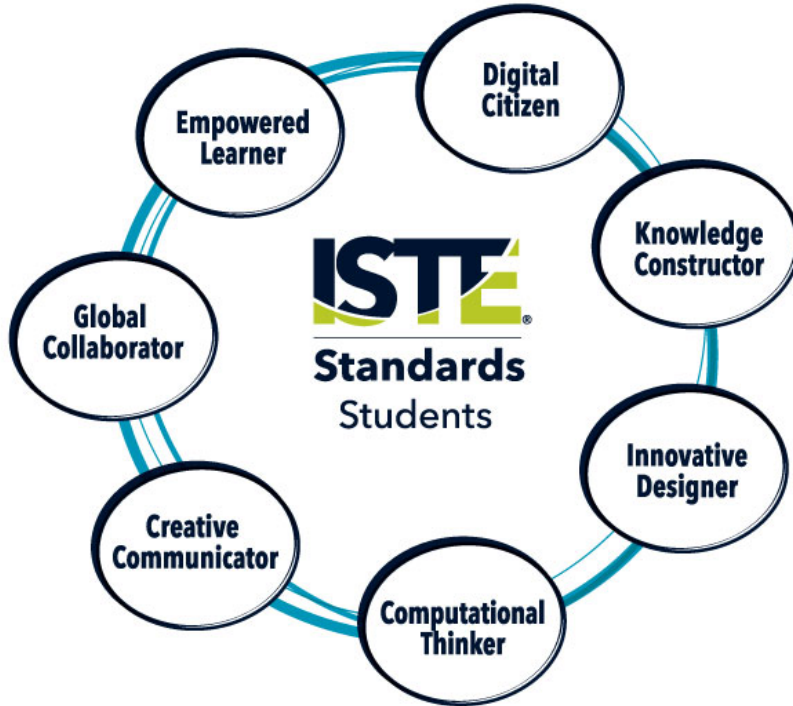 Digital
Citizen
Empowered
Learner
Knowledge
Constructor
ISTE®
Standards
Students
Global
Collaborator
Innovative
Designer
Creative
Communicator
Computational
Thinker